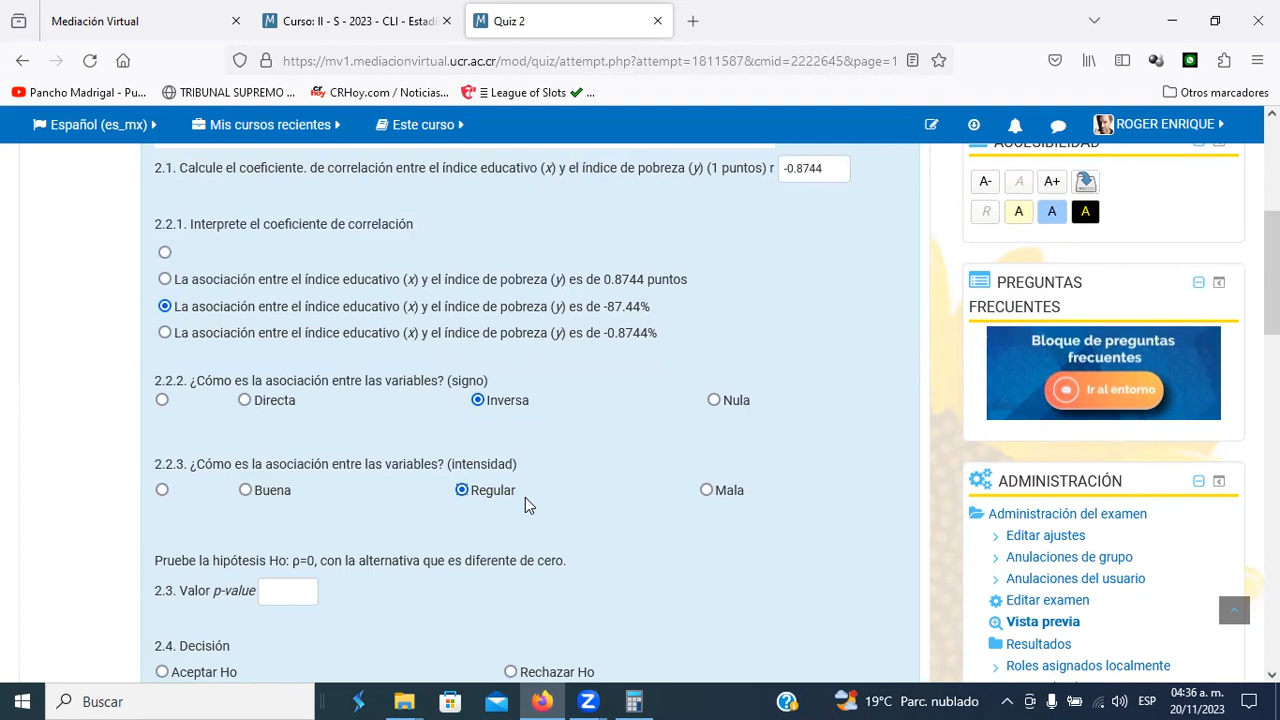 Mediación Virtual
Curso: II - S - 2023 - CLI - Estadí
Quiz 2
https://mv1.mediacionvirtual.ucr.ac.cr/mod/quiz/attempt.php?attempt=1811587&cmid=2222645&page=1
Pancho Madrigal - Pu...
TRIBUNAL SUPREMO ...
CRHoy.com / Noticias...
☰ League of Slots ✔ ...
Otros marcadores
Español (es_mx)
Mis cursos recientes
Este curso
ROGER ENRIQUE
2.1. Calcule el coeficiente. de correlación entre el índice educativo (x) y el índice de pobreza (y) (1 puntos) r -0.8744
2.2.1. Interprete el coeficiente de correlación
La asociación entre el índice educativo (x) y el índice de pobreza (y) es de 0.8744 puntos
La asociación entre el índice educativo (x) y el índice de pobreza (y) es de -87.44%
La asociación entre el índice educativo (x) y el índice de pobreza (y) es de -0.8744%
2.2.2. ¿Cómo es la asociación entre las variables? (signo)
Directa
Inversa
Nula
2.2.3. ¿Cómo es la asociación entre las variables? (intensidad)
Buena
Regular
Mala
Pruebe la hipótesis Ho: ρ=0, con la alternativa que es diferente de cero.
2.3. Valor p-value
2.4. Decisión
Aceptar Ho
Rechazar Ho
ACCESIBILIDAD
A-
A
A+
R
A
A
A
PREGUNTAS
FRECUENTES
Bloque de preguntas
frecuentes
Ir al entorno
ADMINISTRACIÓN
Administración del examen
Editar ajustes
Anulaciones de grupo
Anulaciones del usuario
Editar examen
Vista previa
Resultados
Roles asignados localmente
Buscar
19°C Parc. nublado
ESP
04:36 a. m.
20/11/2023